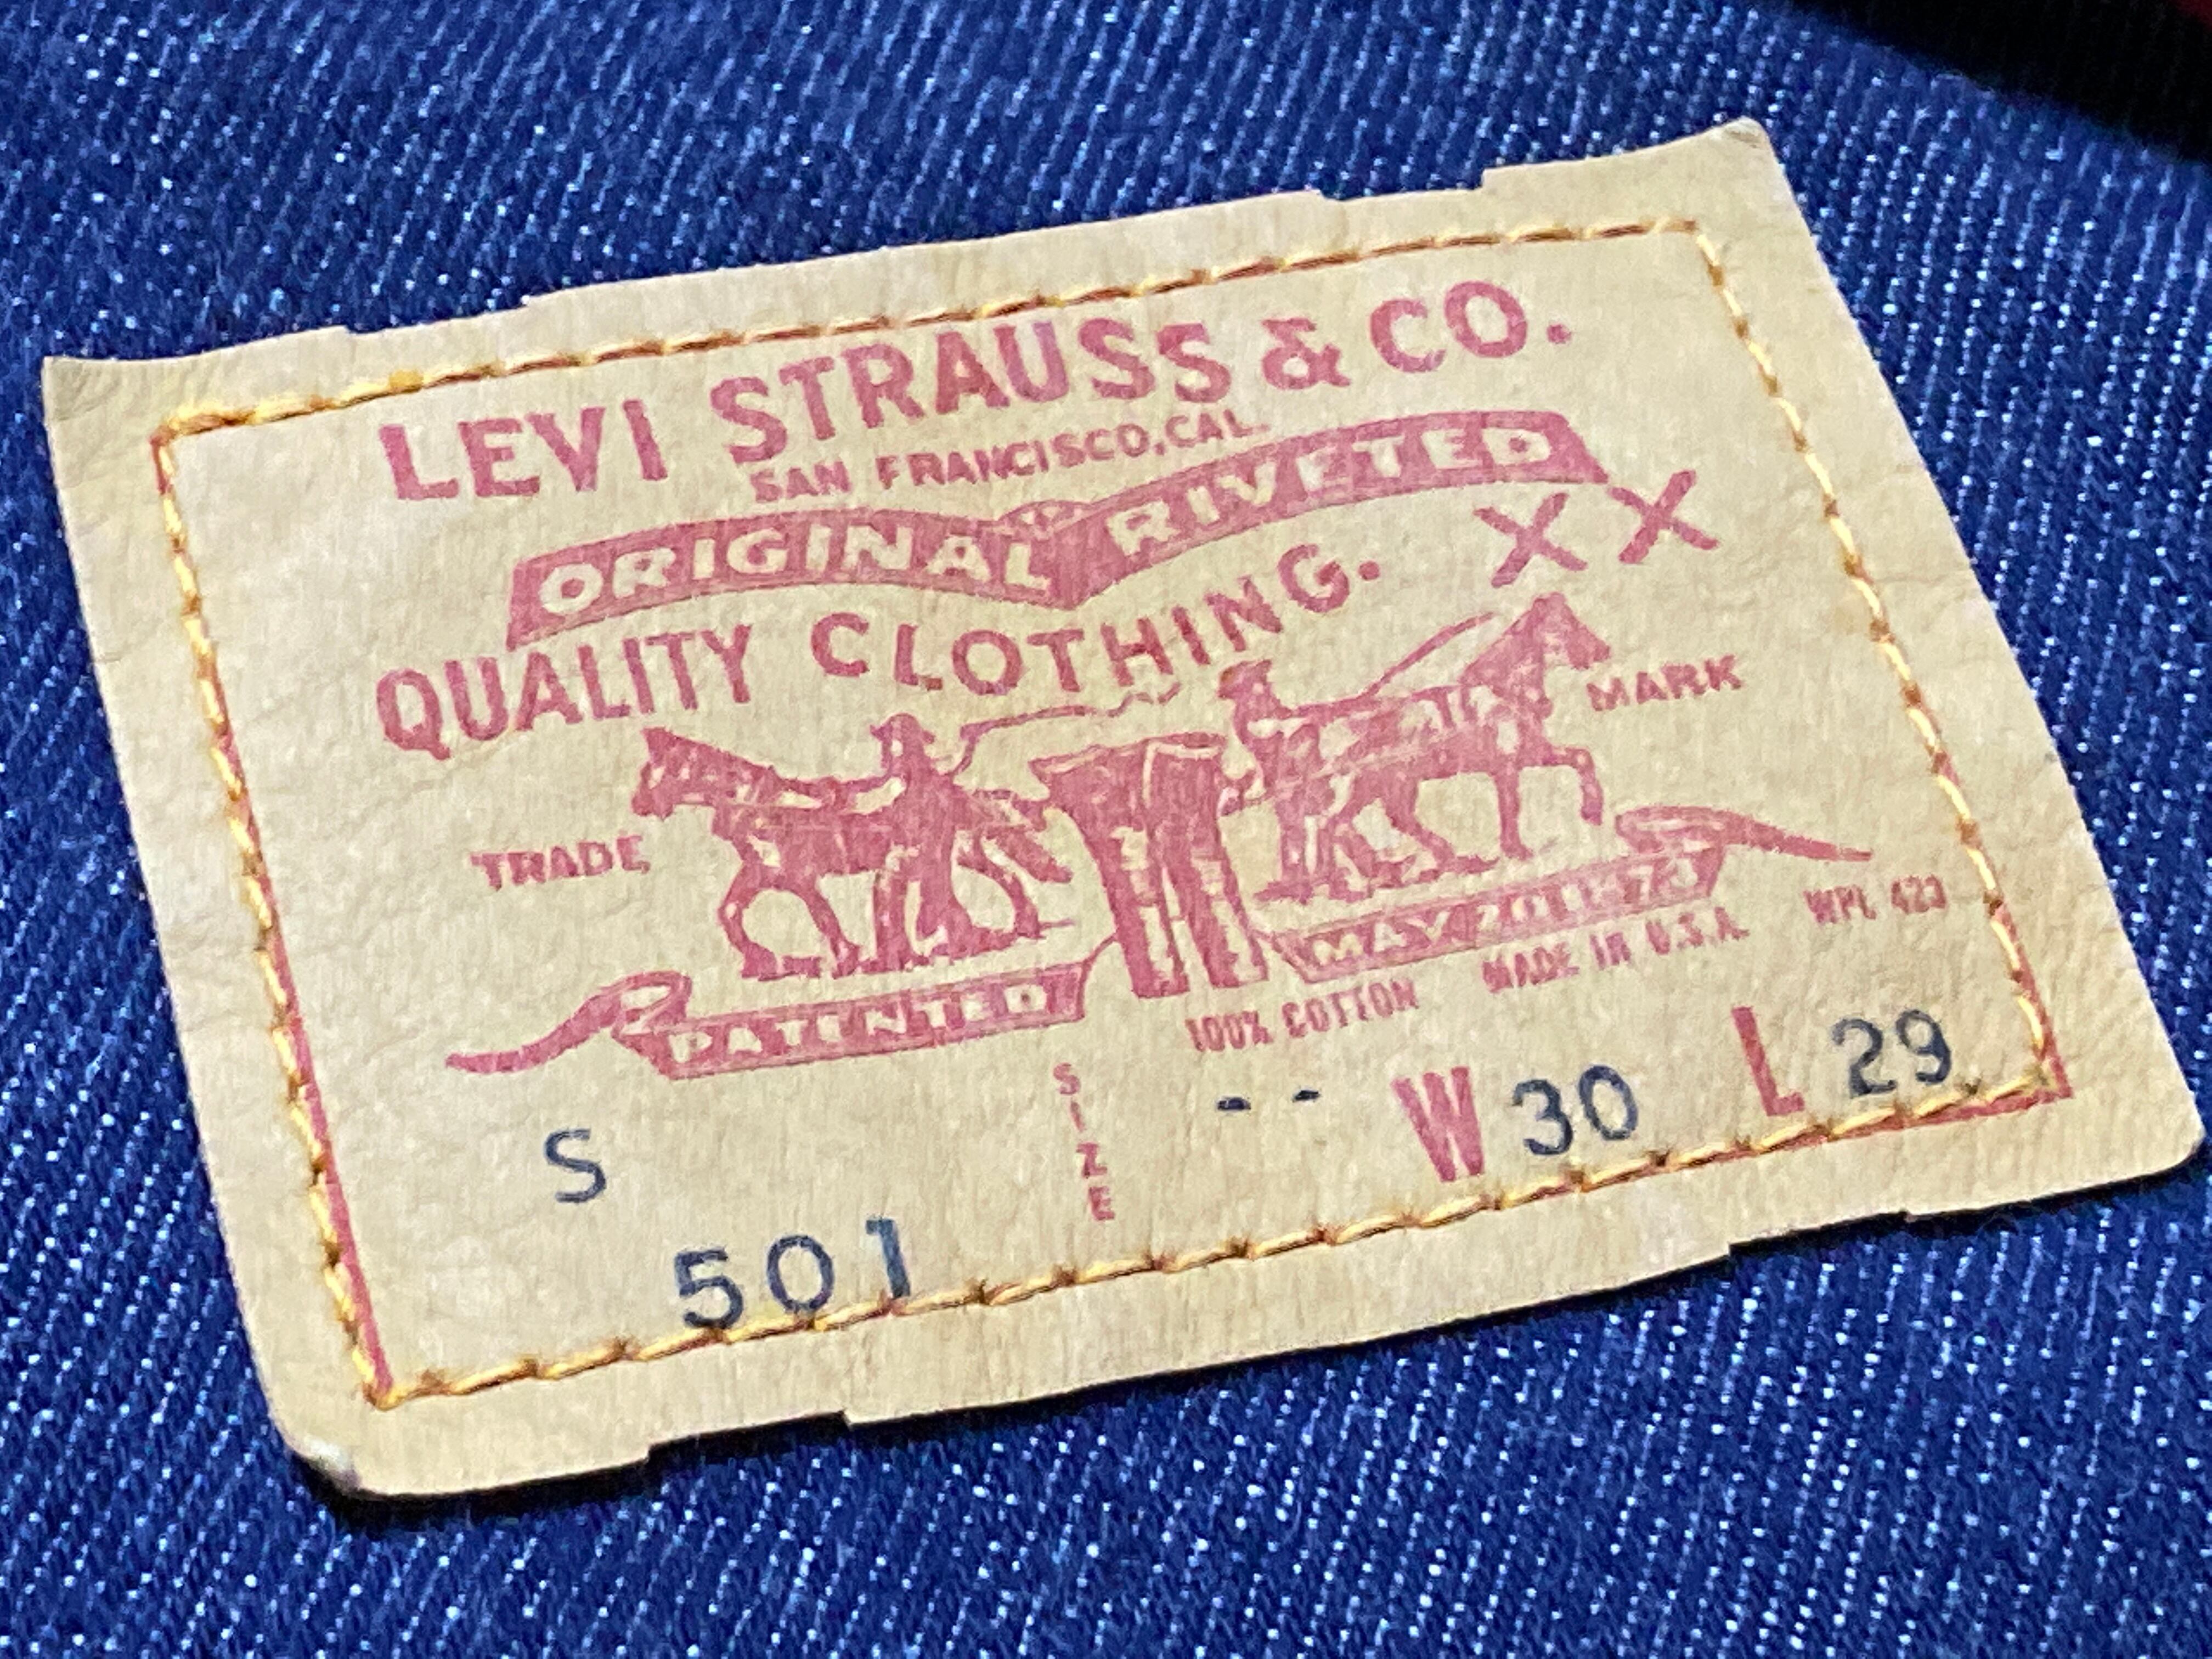 LEVI STRAUSS & CO.
SAN FRANCISCO, CAL.
ORIGINAL RIVETED
QUALITY CLOTHING. XX
TRADE MARK
PATENTED MAY 20 1873
100% COTTON MADE IN U.S.A. WPL 423
S
SIZE -- W 30 L 29
501